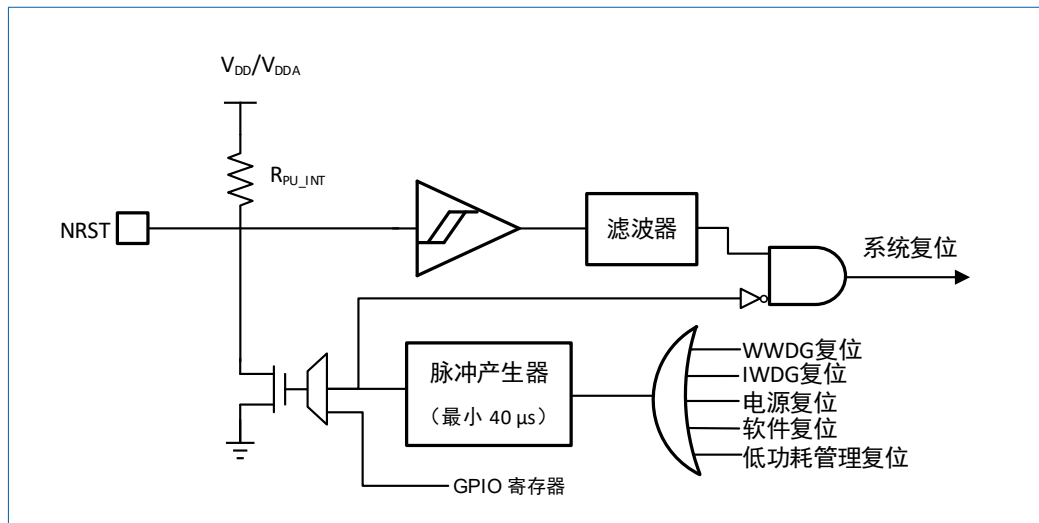 VDD/VDDA
RPU_INT
NRST
滤波器
系统复位
脉冲产生器
（最小 40 µs）
WWDG复位
IWDG复位
电源复位
软件复位
低功耗管理复位
GPIO 寄存器